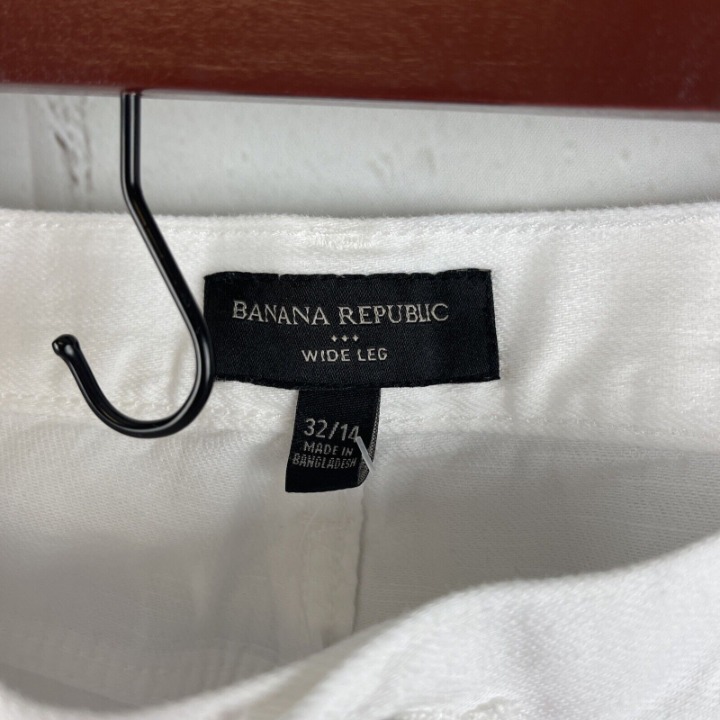 BANANA REPUBLIC
WIDE LEG
32/14
MADE IN
BANGLADESH